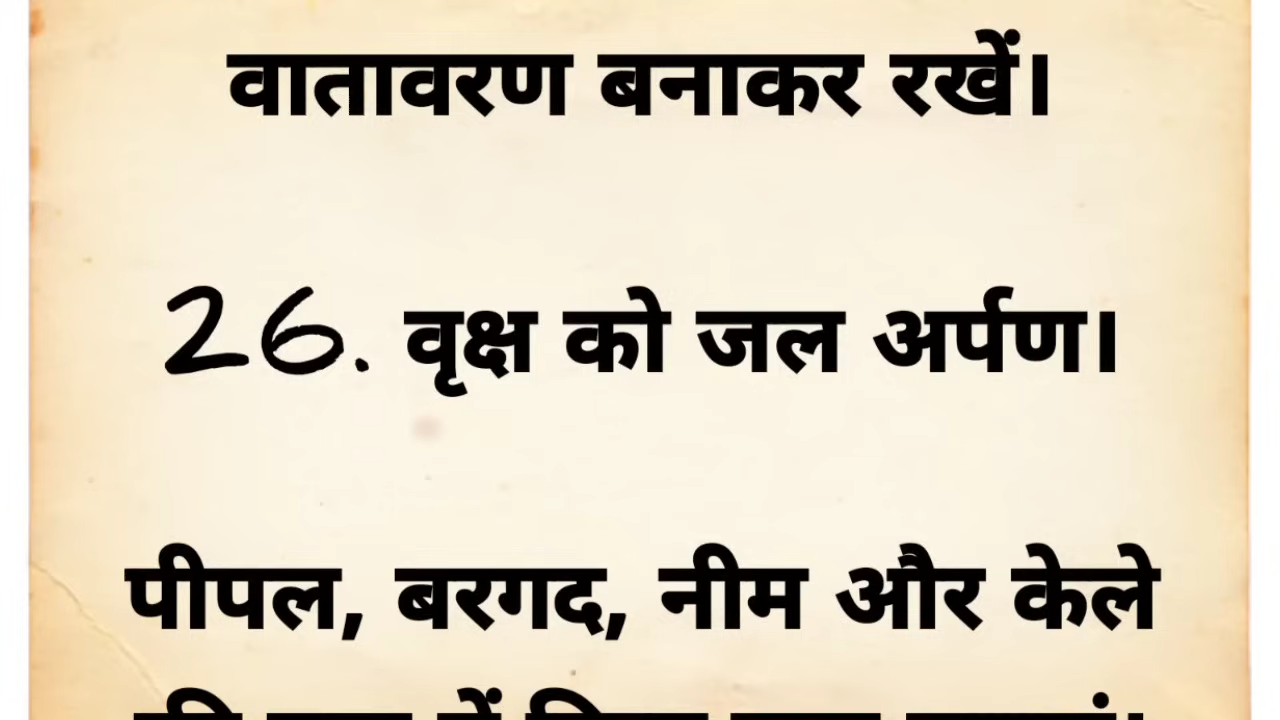 वातावरण बनाकर रखें।
26. वृक्ष को जल अर्पण।
पीपल, बरगद, नीम और केले